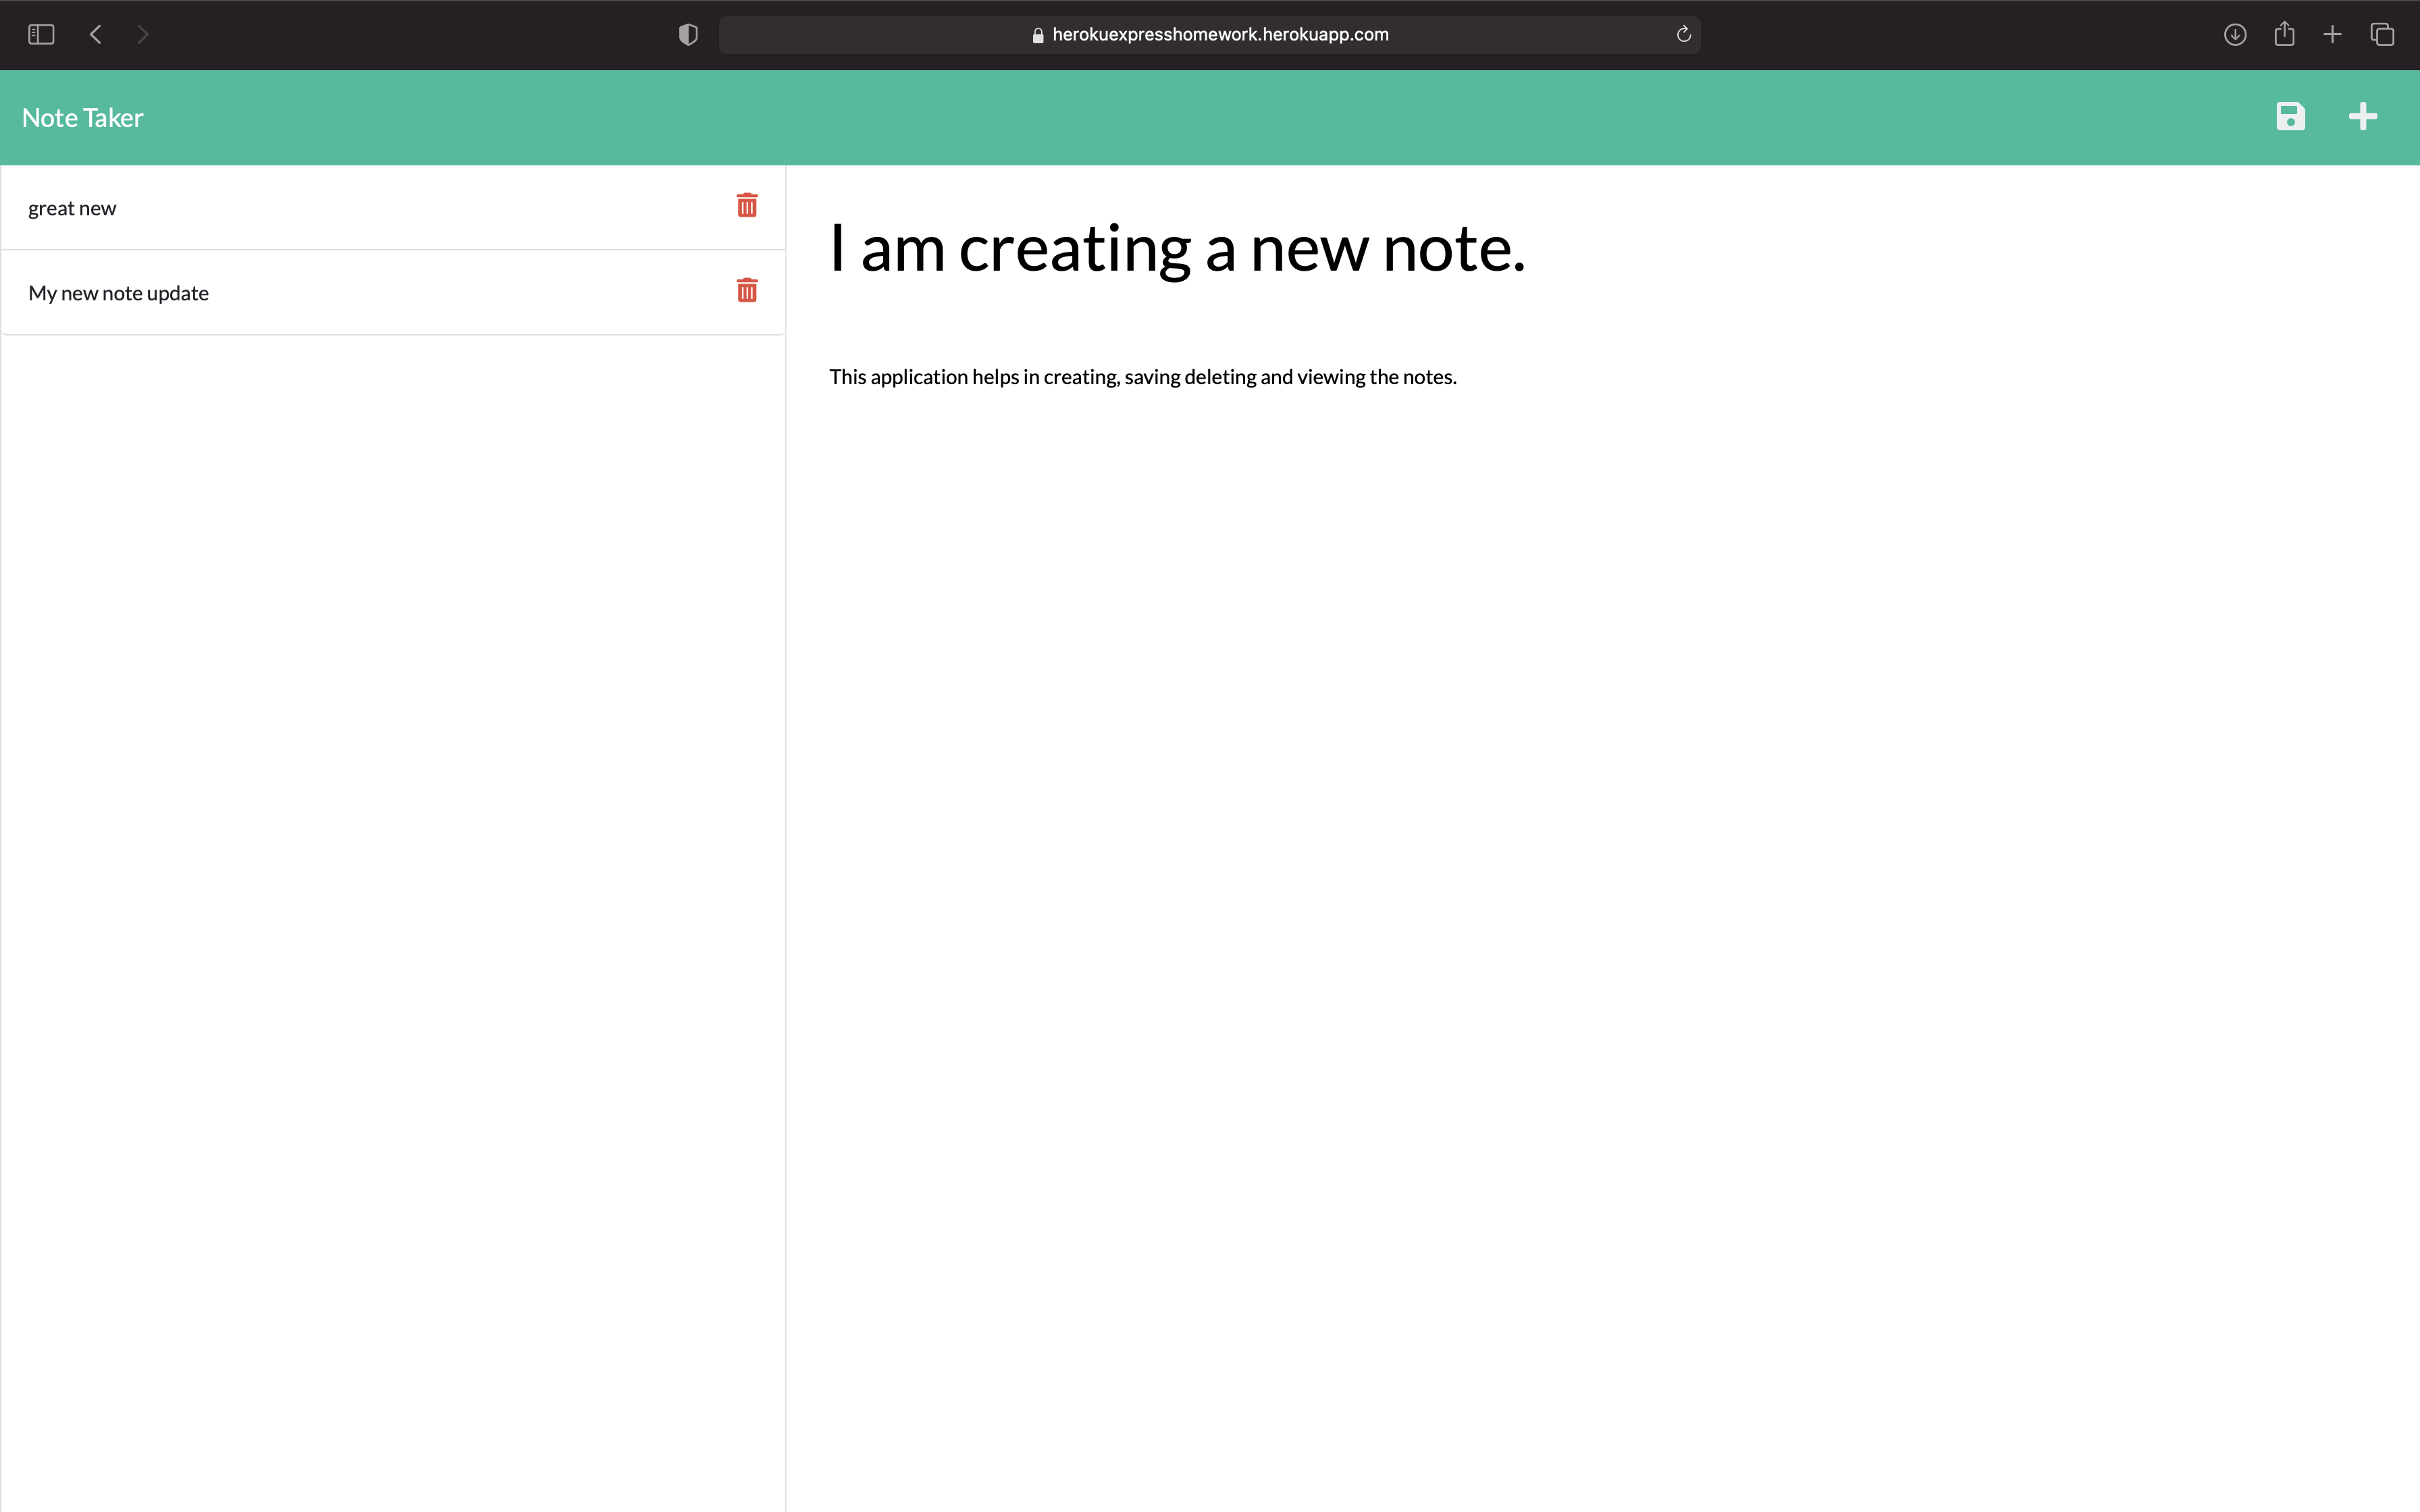 herokuexpresshomework.herokuapp.com
Note Taker
great new
My new note update
I am creating a new note.
This application helps in creating, saving deleting and viewing the notes.